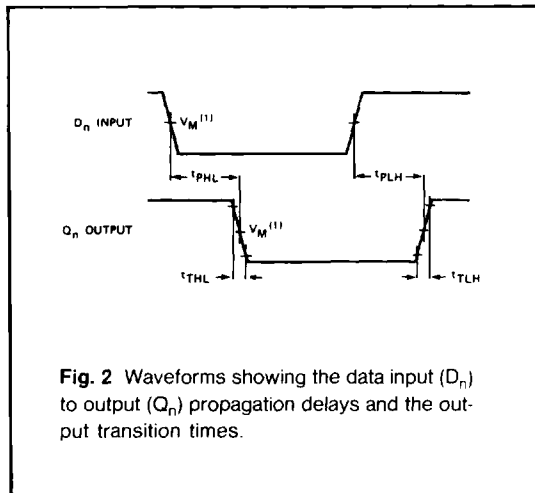 Dn INPUT
VM(1)
tPHL
tPLH
Qn OUTPUT
VM(1)
tTHL
tTLH
Fig. 2 Waveforms showing the data input (Dn)
to output (Qn) propagation delays and the out-
put transition times.